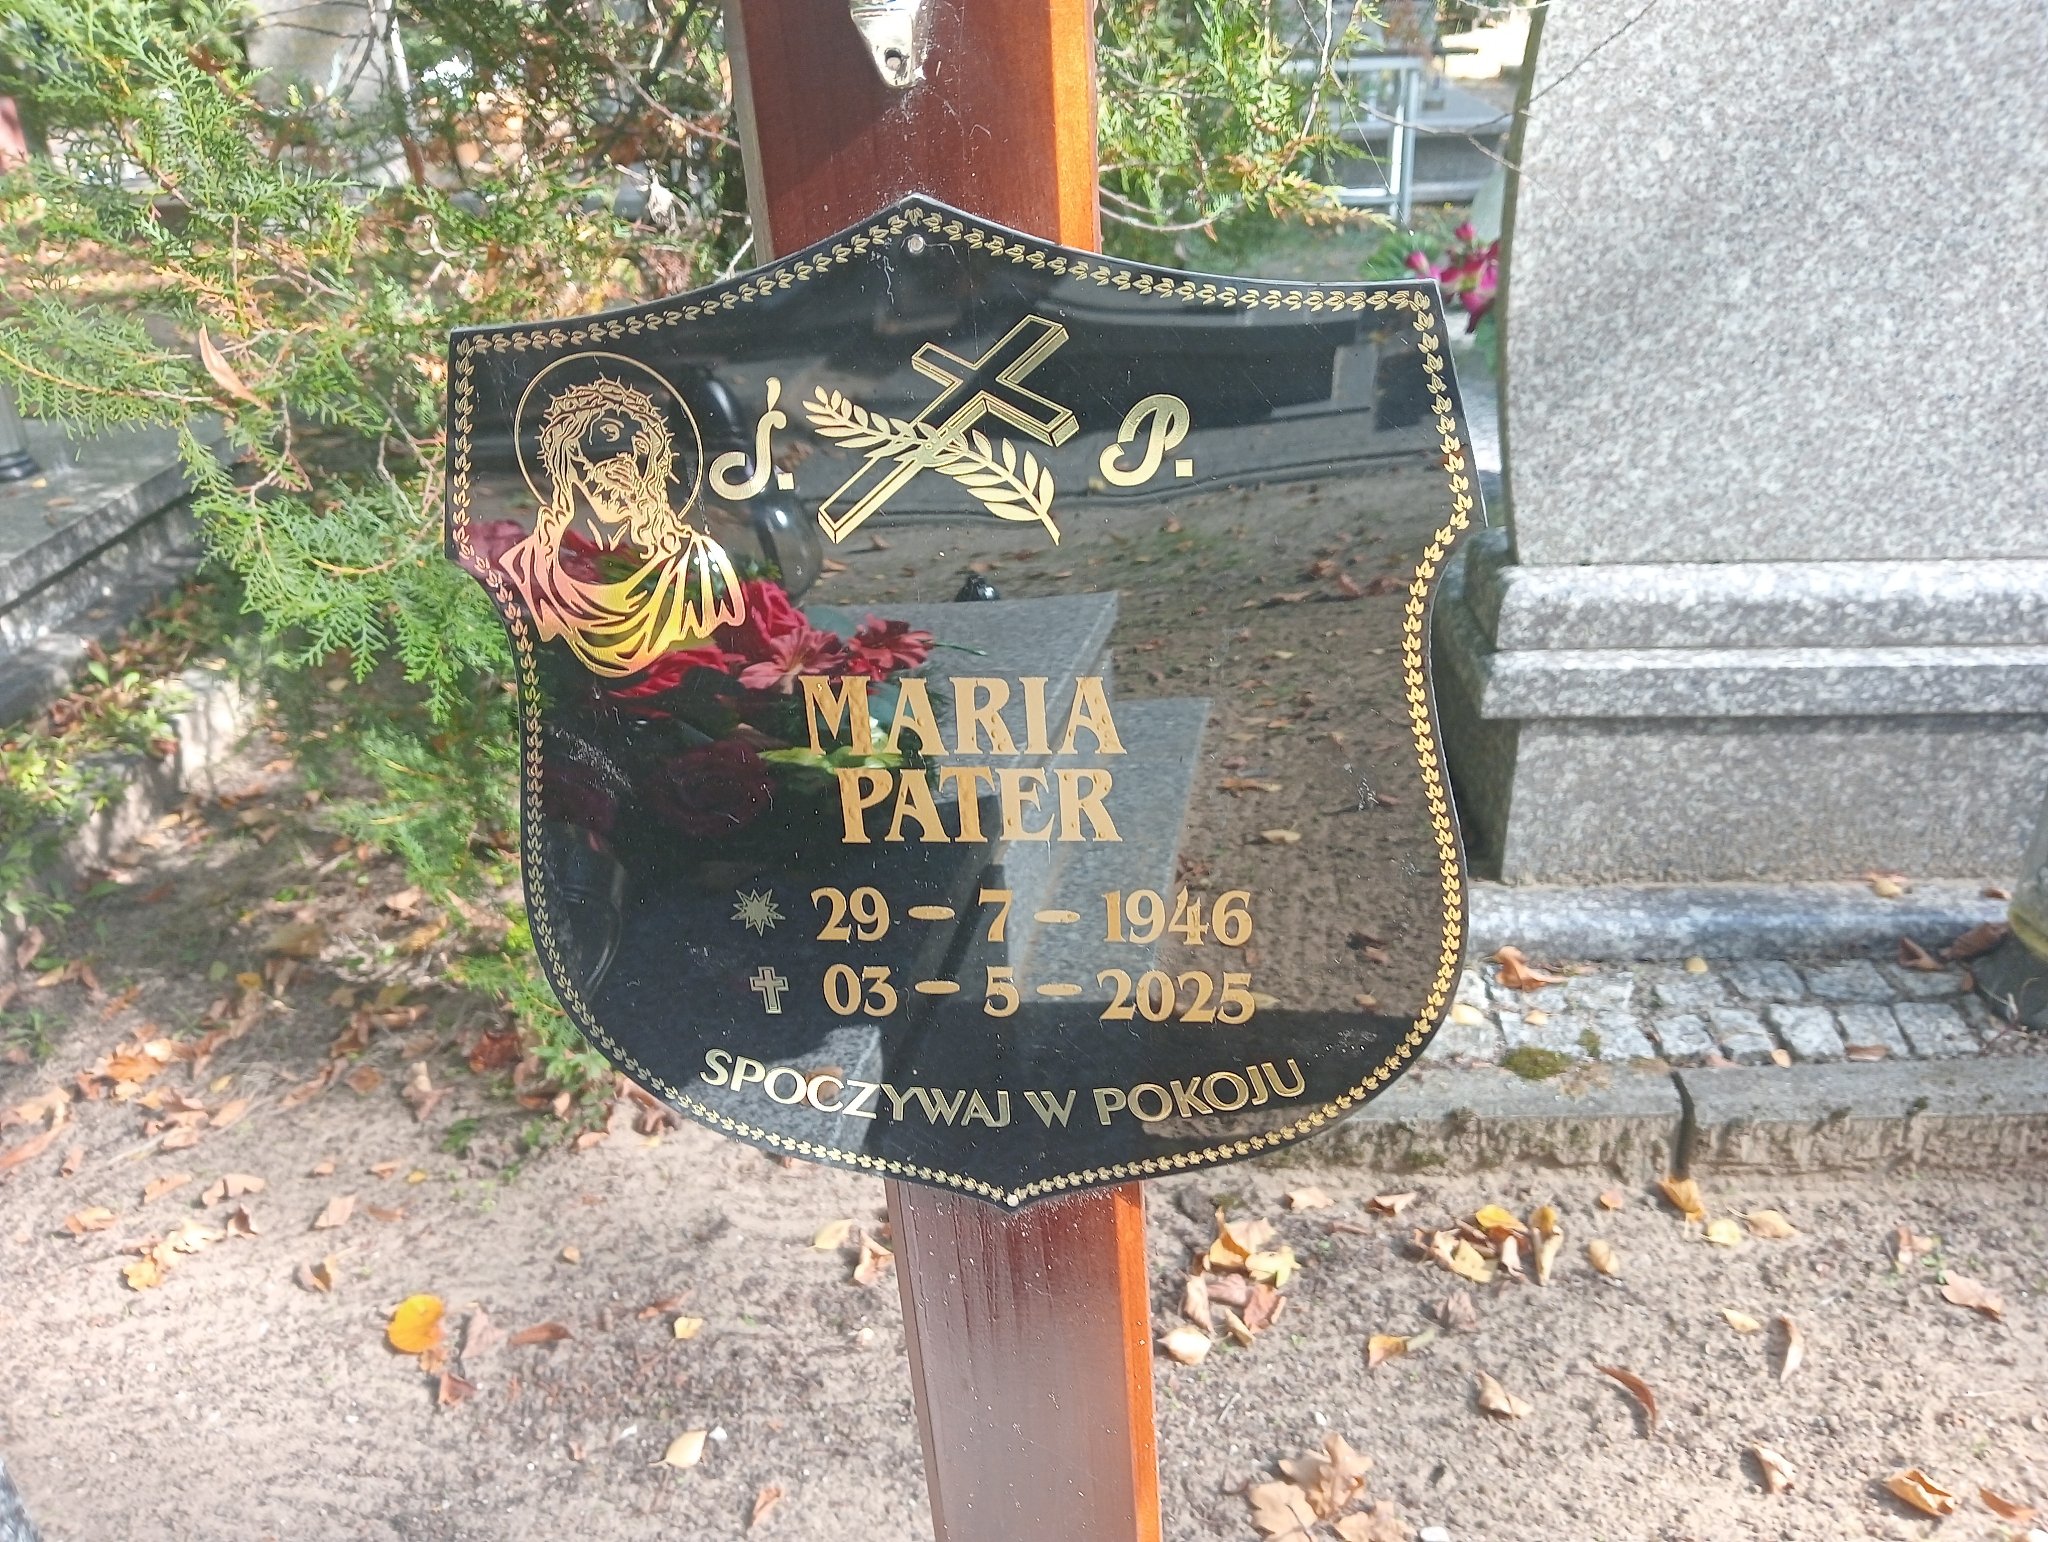 Ś. P.
MARIA
PATER
29 - 7 - 1946
03 - 5 - 2025
SPOCZYWAJ W POKOJU